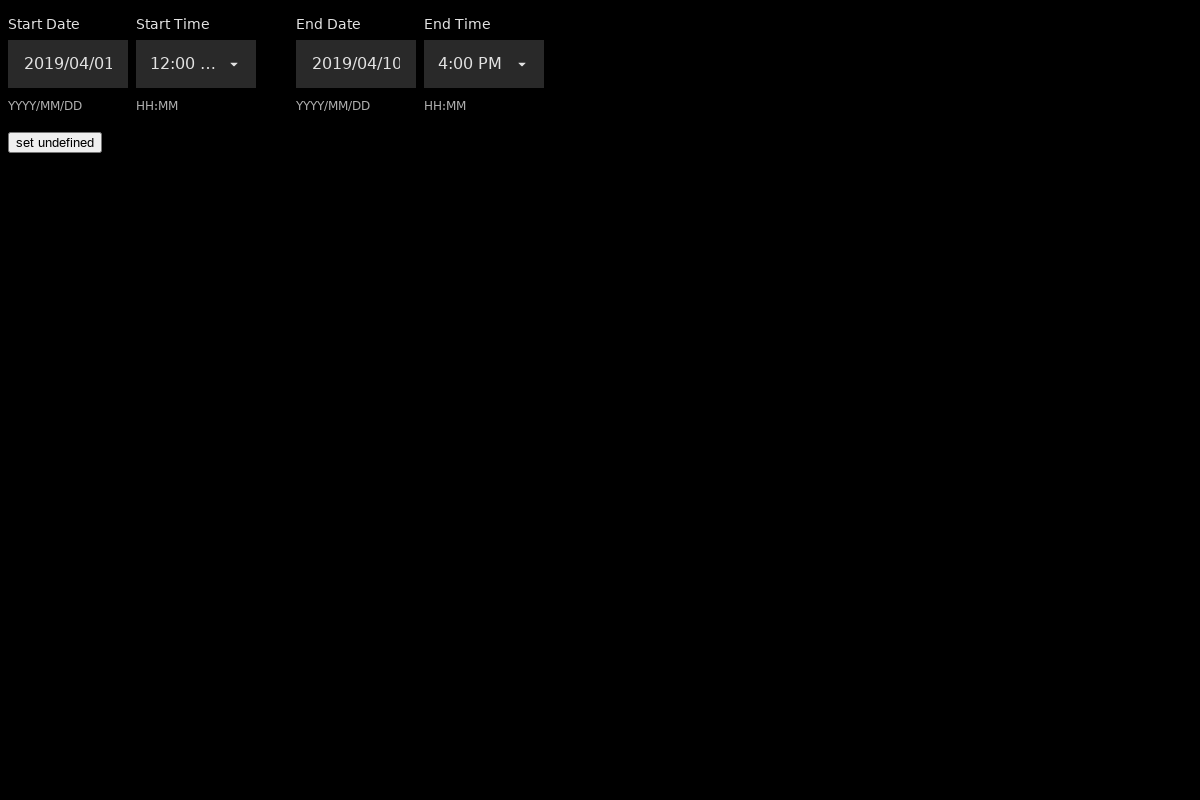 Start Date Start Time End Date End Time
2019/04/01 12:00 ... 2019/04/10 4:00 PM
YYYY/MM/DD HH:MM YYYY/MM/DD HH:MM
set undefined